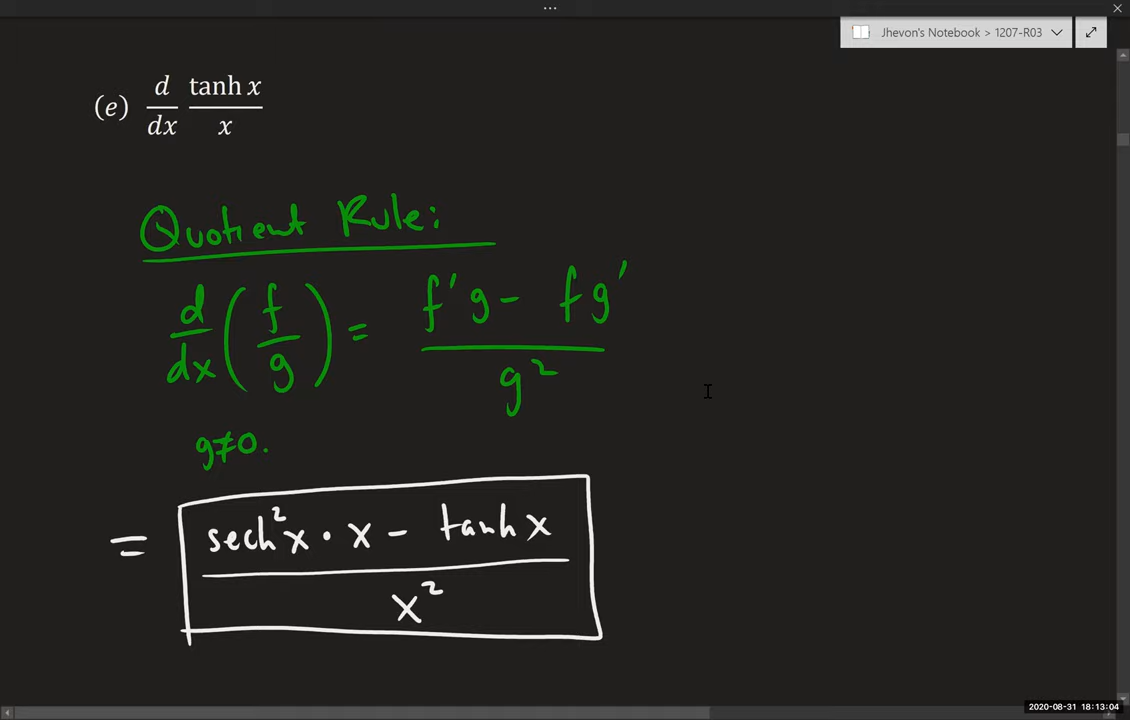 Jhevon's Notebook > 1207-R03
(e) d/dx tanh x / x
Quotient Rule:
d/dx (f/g) = f'g - fg' / g²
g≠0.
= sech²x · x - tanh x / x²
2020-08-31 18:13:04